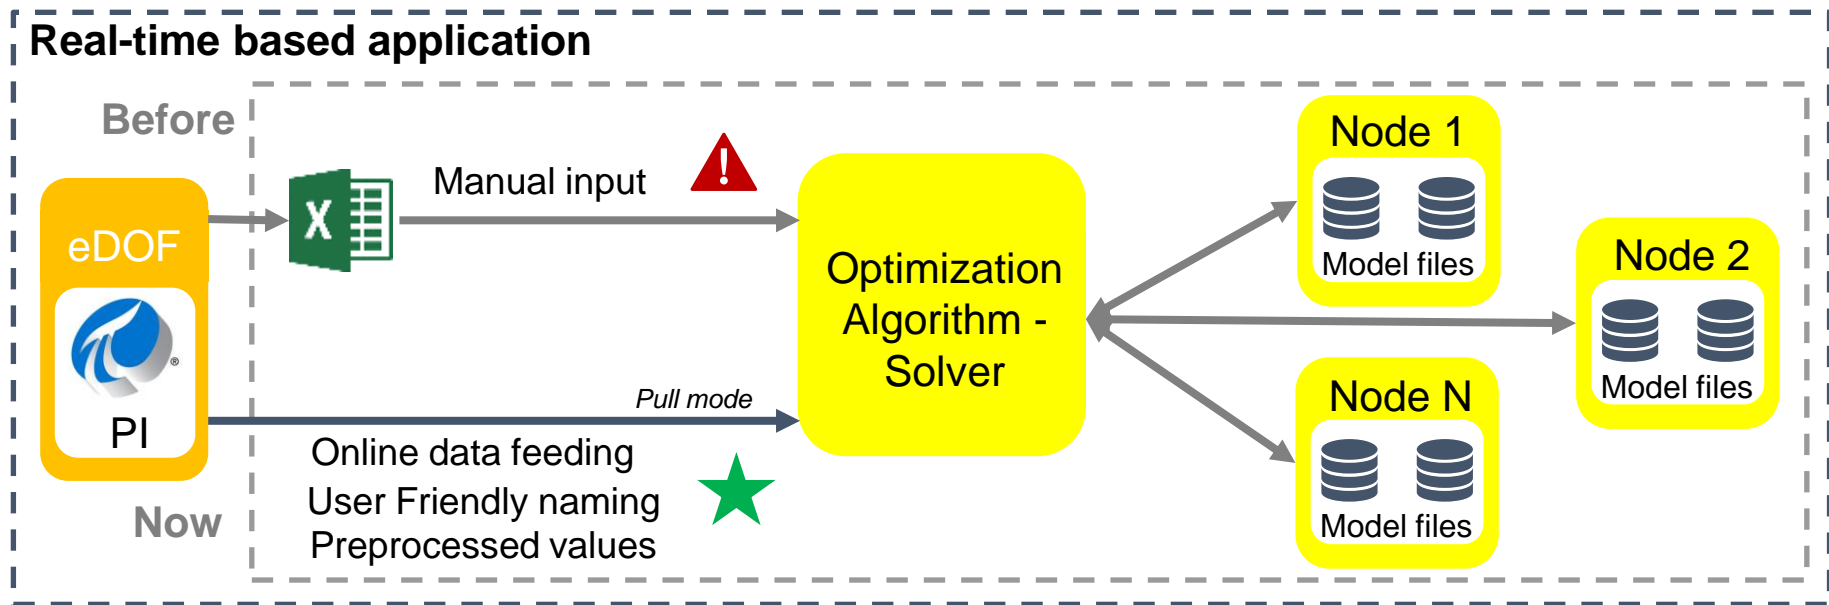 Real-time based application
Before
Manual input
!
X
eDOF
PI
®
Now
Pull mode
Online data feeding
User Friendly naming
Preprocessed values
Optimization
Algorithm -
Solver
Node 1
Model files
Node 2
Model files
Node N
Model files